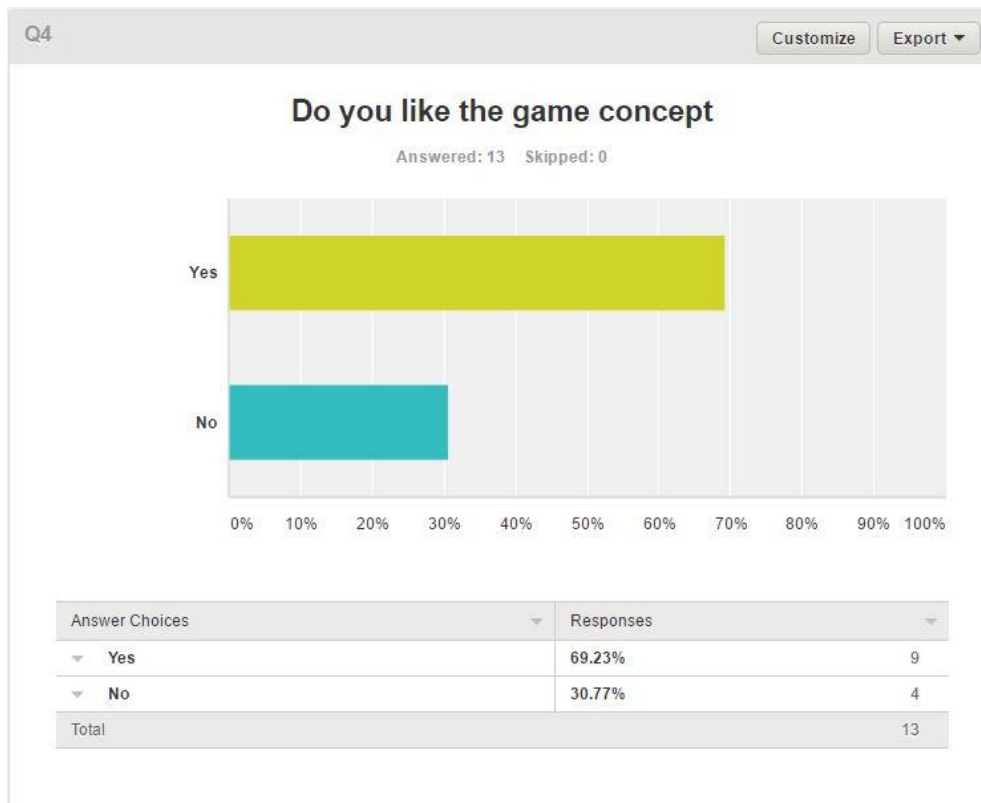 Q4 Customize Export
Do you like the game concept
Answered: 13 Skipped: 0
Yes
No
0% 10% 20% 30% 40% 50% 60% 70% 80% 90% 100%
Answer Choices Responses
Yes 69.23% 9
No 30.77% 4
Total 13